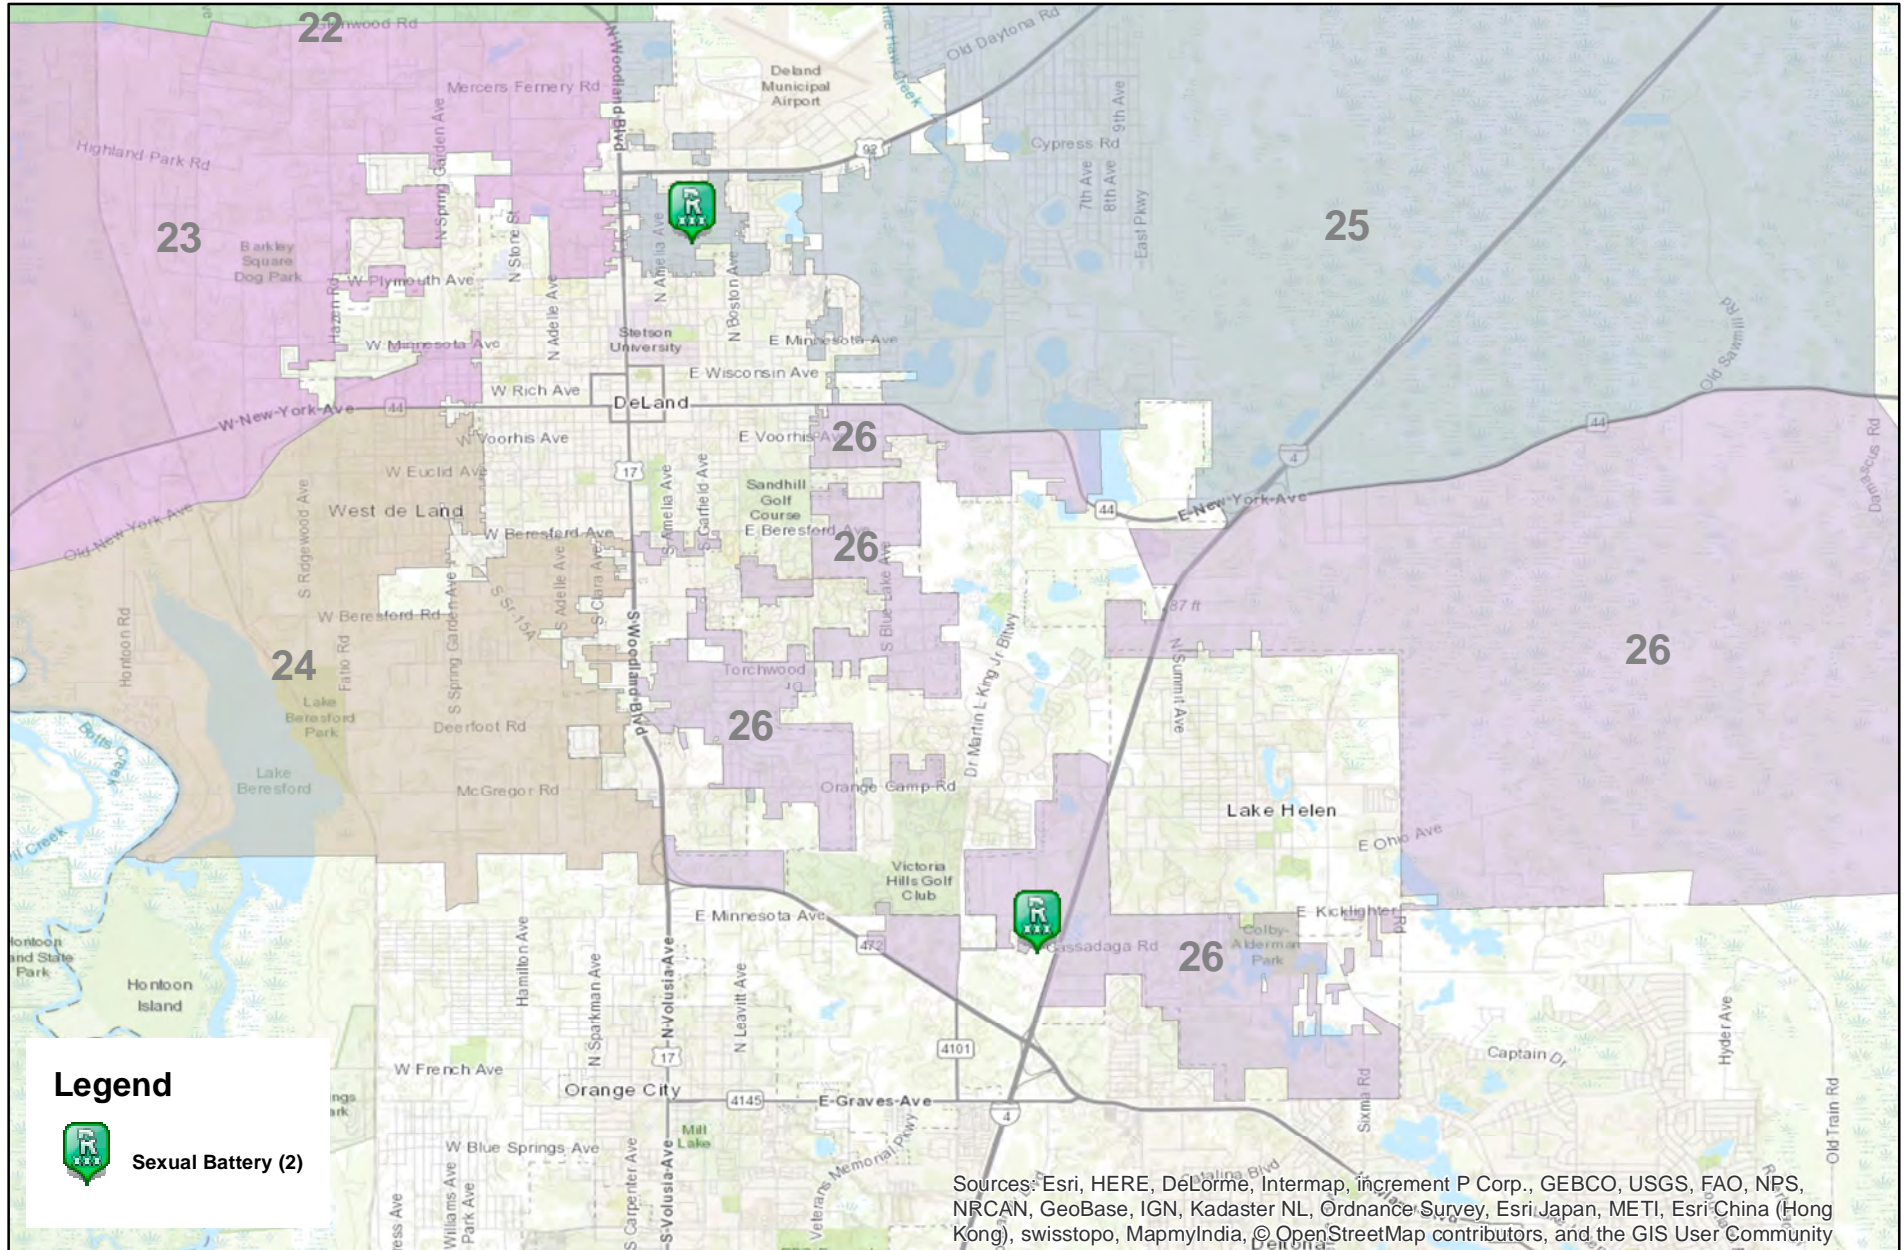 22
N-Woodland-Blvd
Old Daytona Rd
Mercers Fernery Rd
Deland
Municipal
Airport
Highland Park Rd
N Spring Garden Ave
92
Cypress Rd
9th Ave
7th Ave
8th Ave
East Pkwy
R
23
25
Barkley
Square
Dog Park
N Stone St
N Amelia Ave
W Plymouth Ave
Hazen Rd
N Adelle Ave
N Boston Ave
Stetson
University
W Minnesota Ave
E Minnesota-Ave
Old Sawmill Rd
W Rich Ave
E Wisconsin Ave
DeLand
W-New-York-Ave
44
W Voorhis Ave
E Voorhis Ave
26
44
Damascus Rd
4
W Euclid Ave
17
Sandhill
Golf
Course
West de Land
S Ridgewood Ave
S Amelia Ave
S Garfield Ave
E-New-York-Ave
44
Old New York Ave
W Beresford Ave
E Beresford Ave
26
S Blue Lake Ave
S Adelle Ave
S Clara Ave
S Sr-15A
W Beresford Rd
S Spring Garden Ave
Hontoon Rd
Fatio Rd
S-Woodland-Blvd
Dr Martin L King Jr Bltwy
87 ft
N Summit Ave
24
Torchwood
26
Lake
Beresford
Park
Deerfoot Rd
26
Botts Creek
Lake
Beresford
McGregor Rd
Orange Camp Rd
Lake Helen
E Ohio Ave
Victoria
Hills Golf
Club
E Minnesota Ave
472
R
Cassadaga Rd
26
E Kicklighter Rd
Colby-
Alderman
Park
Hontoon
Island
Hamilton Ave
N Sparkman Ave
N-Volusia-Ave
N Leavitt Ave
Hyder Ave
4101
Captain Dr
W French Ave
17
Orange City
4145
E-Graves-Ave
4
Sixma Rd
Old Train Rd
Mill
Lake
W Blue Springs Ave
Williams Ave
Park Ave
S Carpenter Ave
S-Volusia-Ave
Veterans Memorial Pkwy
Catalina Blvd
Deltona
Legend
R
Sexual Battery (2)
Sources: Esri, HERE, DeLorme, Intermap, increment P Corp., GEBCO, USGS, FAO, NPS,
NRCAN, GeoBase, IGN, Kadaster NL, Ordnance Survey, Esri Japan, METI, Esri China (Hong
Kong), swisstopo, MapmyIndia, © OpenStreetMap contributors, and the GIS User Community